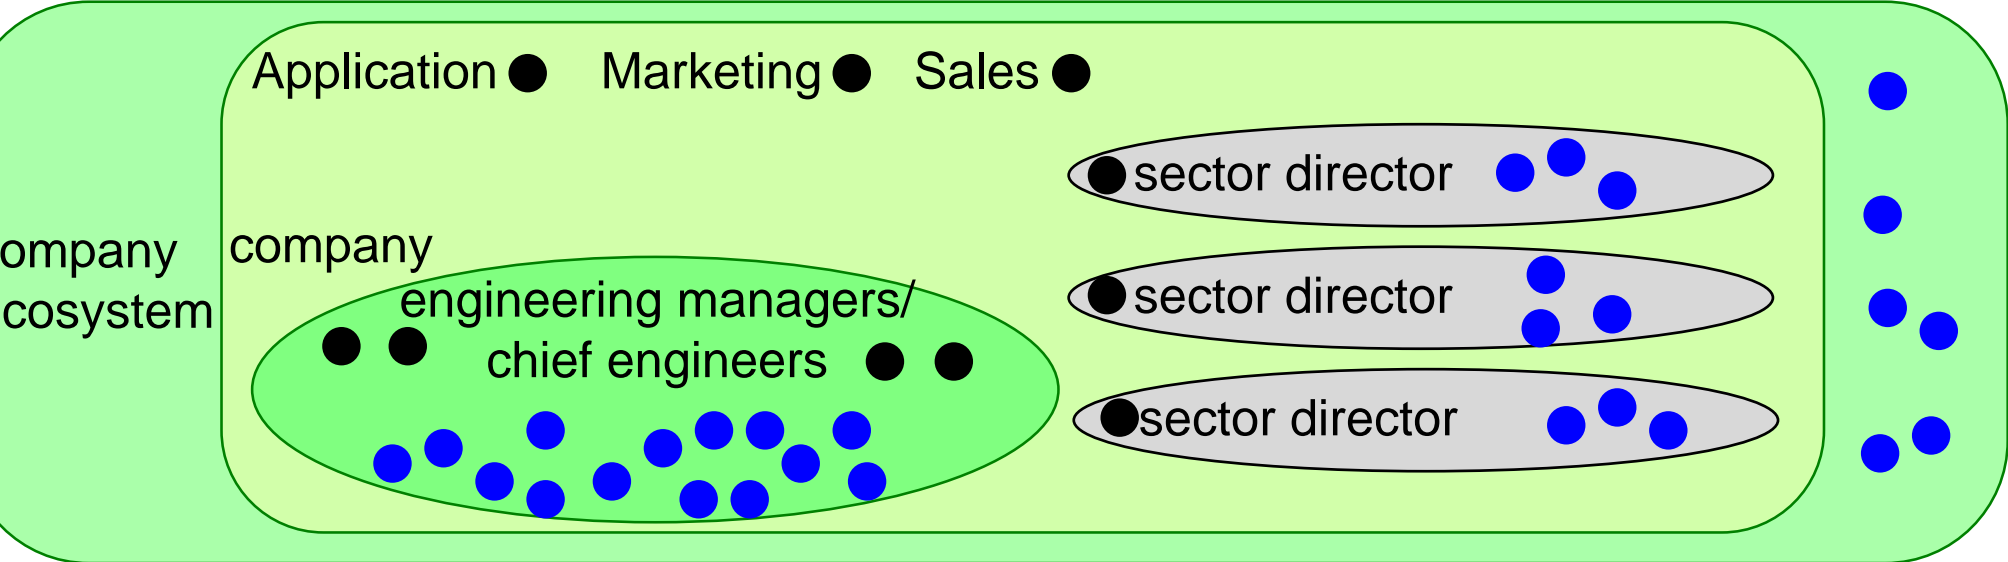 Application
Marketing
Sales
sector director
ompany
cosystem
company
engineering managers/
chief engineers
sector director
sector director